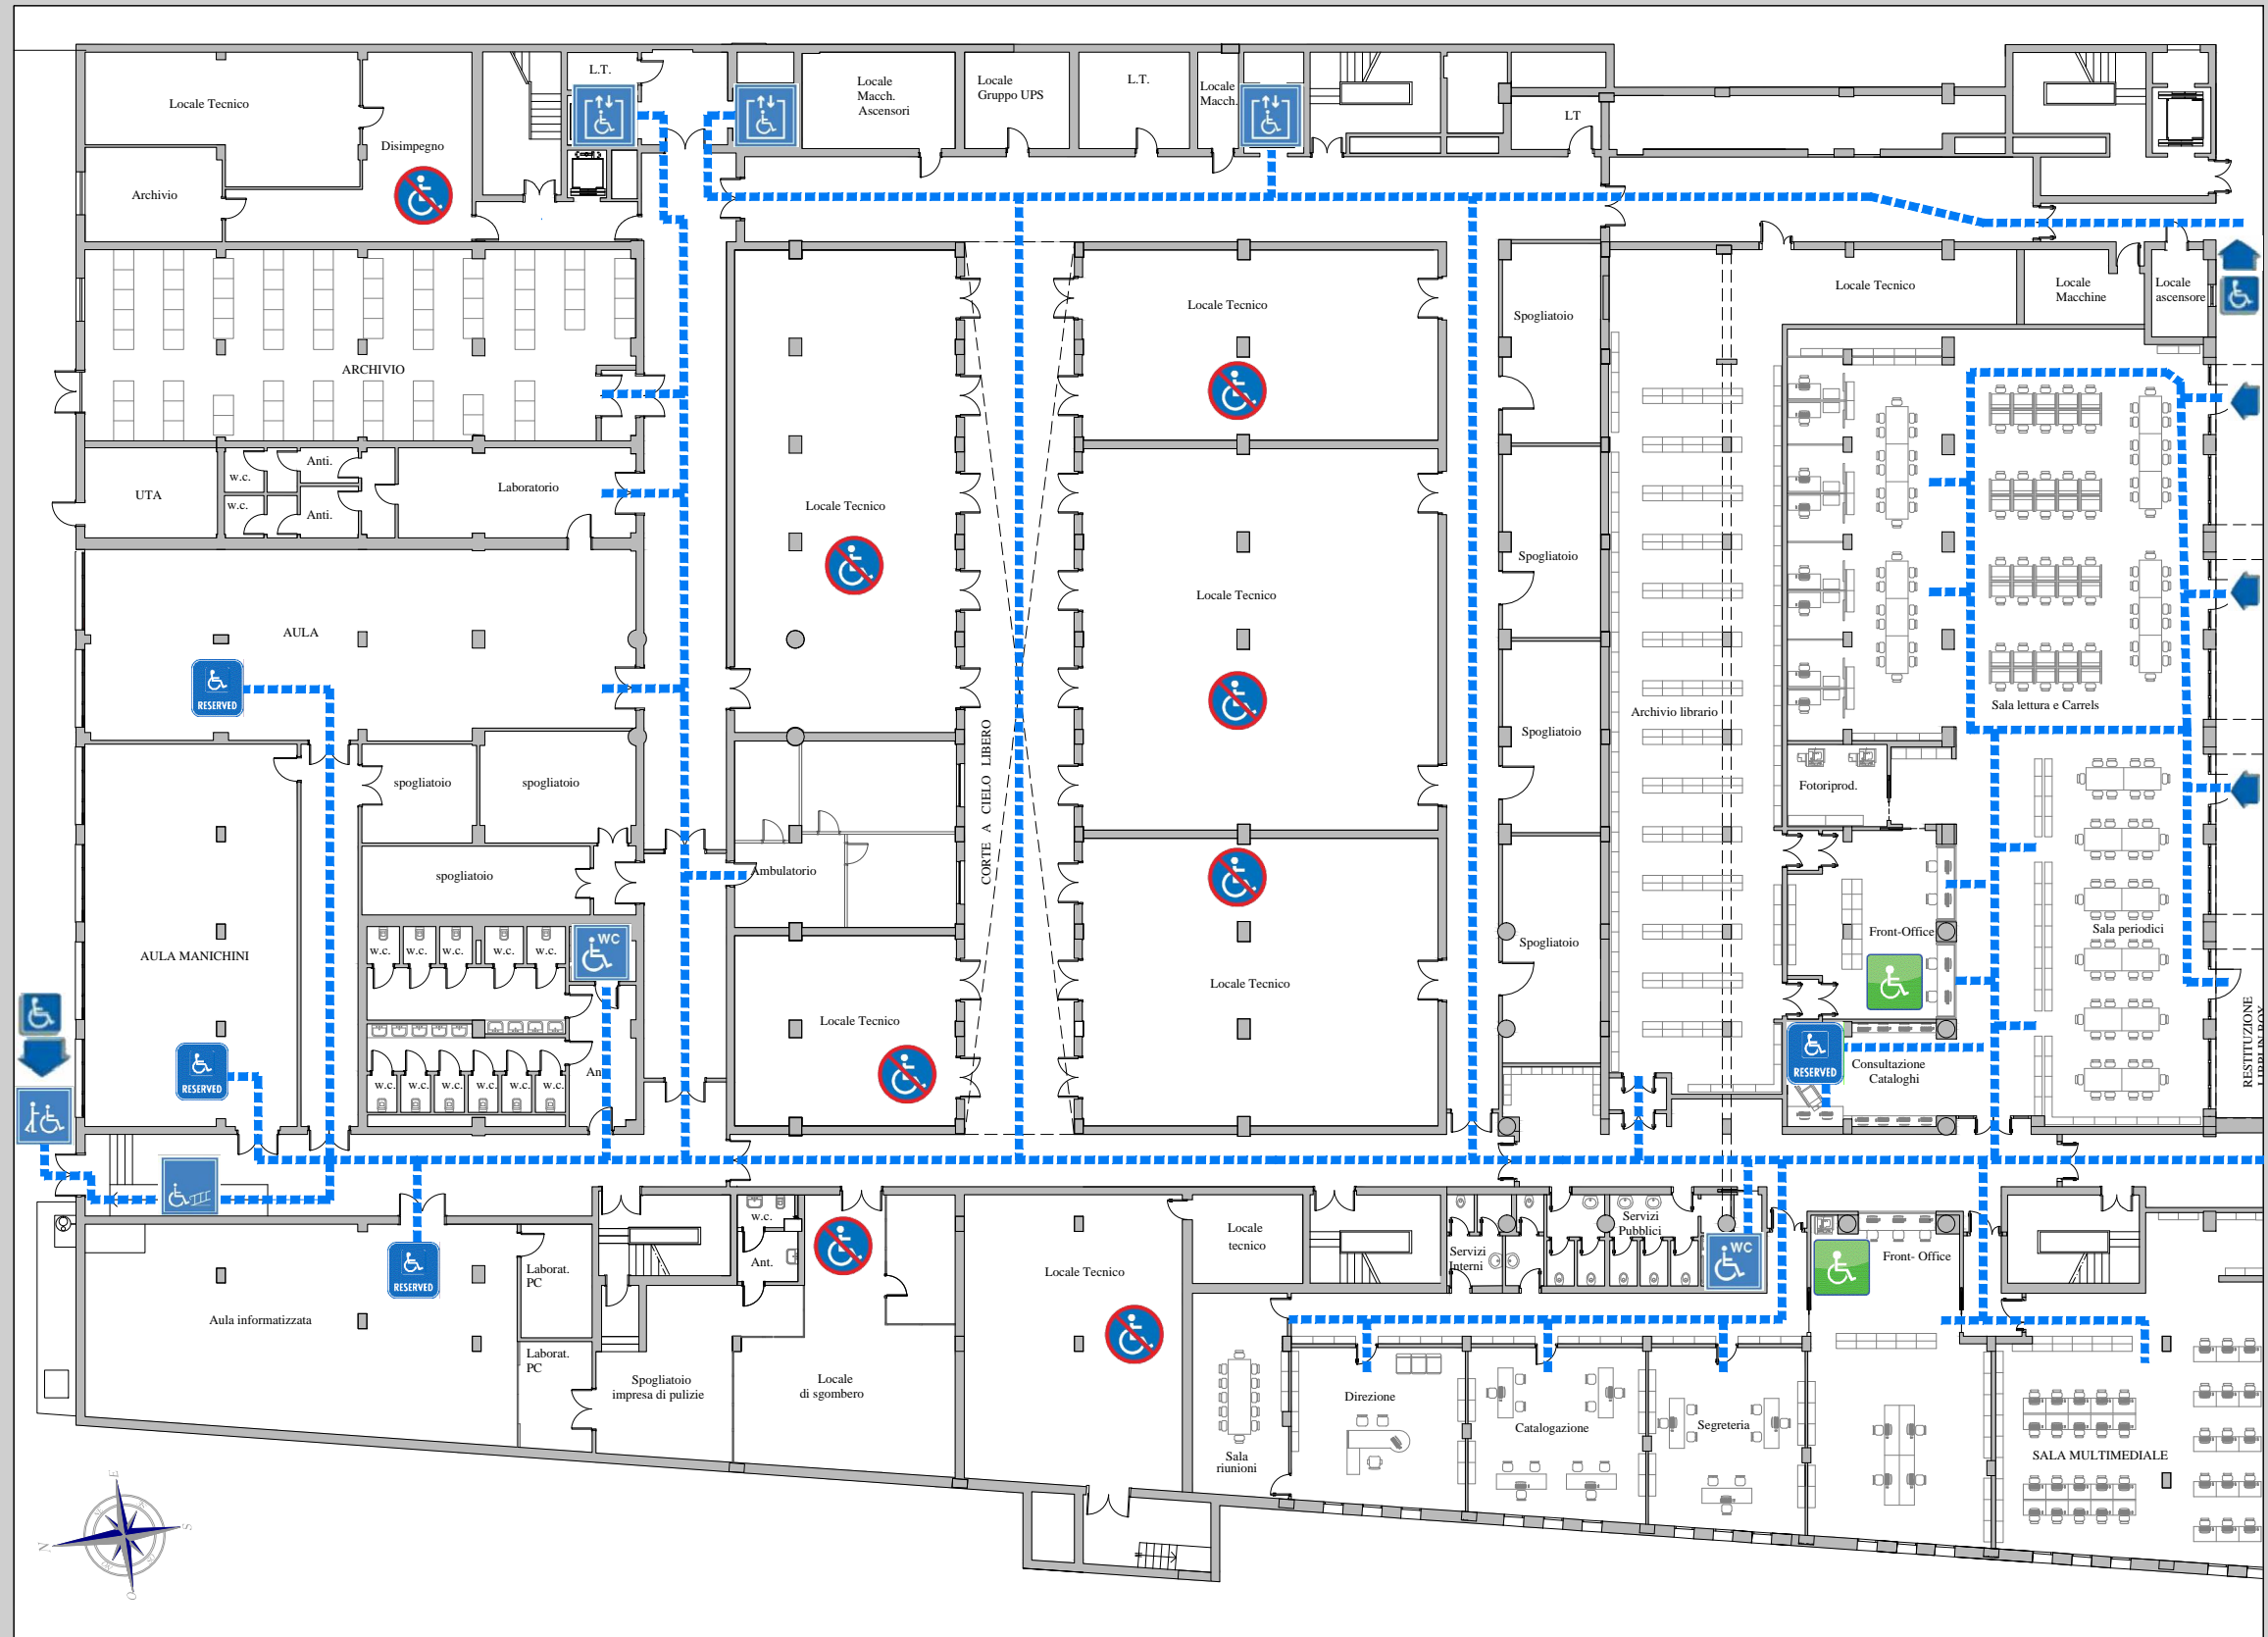 L.T.
Locale Tecnico
Disimpegno
Archivio
Locale
Macch.
Ascensori
Locale
Gruppo UPS
L.T.
Locale
Macch.
LT
ARCHIVIO
Locale Tecnico
Spogliatoio
Locale Tecnico
Locale
Macchine
Locale
ascensore
UTA
w.c.
w.c.
Anti.
Anti.
Laboratorio
Locale Tecnico
Spogliatoio
Locale Tecnico
AULA
RESERVED
CORTE A CIELO LIBERO
Spogliatoio
Archivio librario
Sala lettura e Carrels
spogliatoio
spogliatoio
Fotoriprod.
spogliatoio
Ambulatorio
AULA MANICHINI
w.c.
w.c.
w.c.
w.c.
w.c.
WC
Spogliatoio
Front-Office
Sala periodici
Locale Tecnico
Locale Tecnico
RESTITUZIONE
RESERVED
w.c.
w.c.
w.c.
w.c.
w.c.
w.c.
An
RESERVED
Consultazione
Cataloghi
w.c.
Ant.
Locale
tecnico
Servizi
Pubblici
Servizi
Interni
WC
Front- Office
RESERVED
Laborat.
PC
Locale Tecnico
Aula informatizzata
Laborat.
PC
Spogliatoio
impresa di pulizie
Locale
di sgombero
Direzione
Catalogazione
Segreteria
Sala
riunioni
SALA MULTIMEDIALE
E
S
N
O